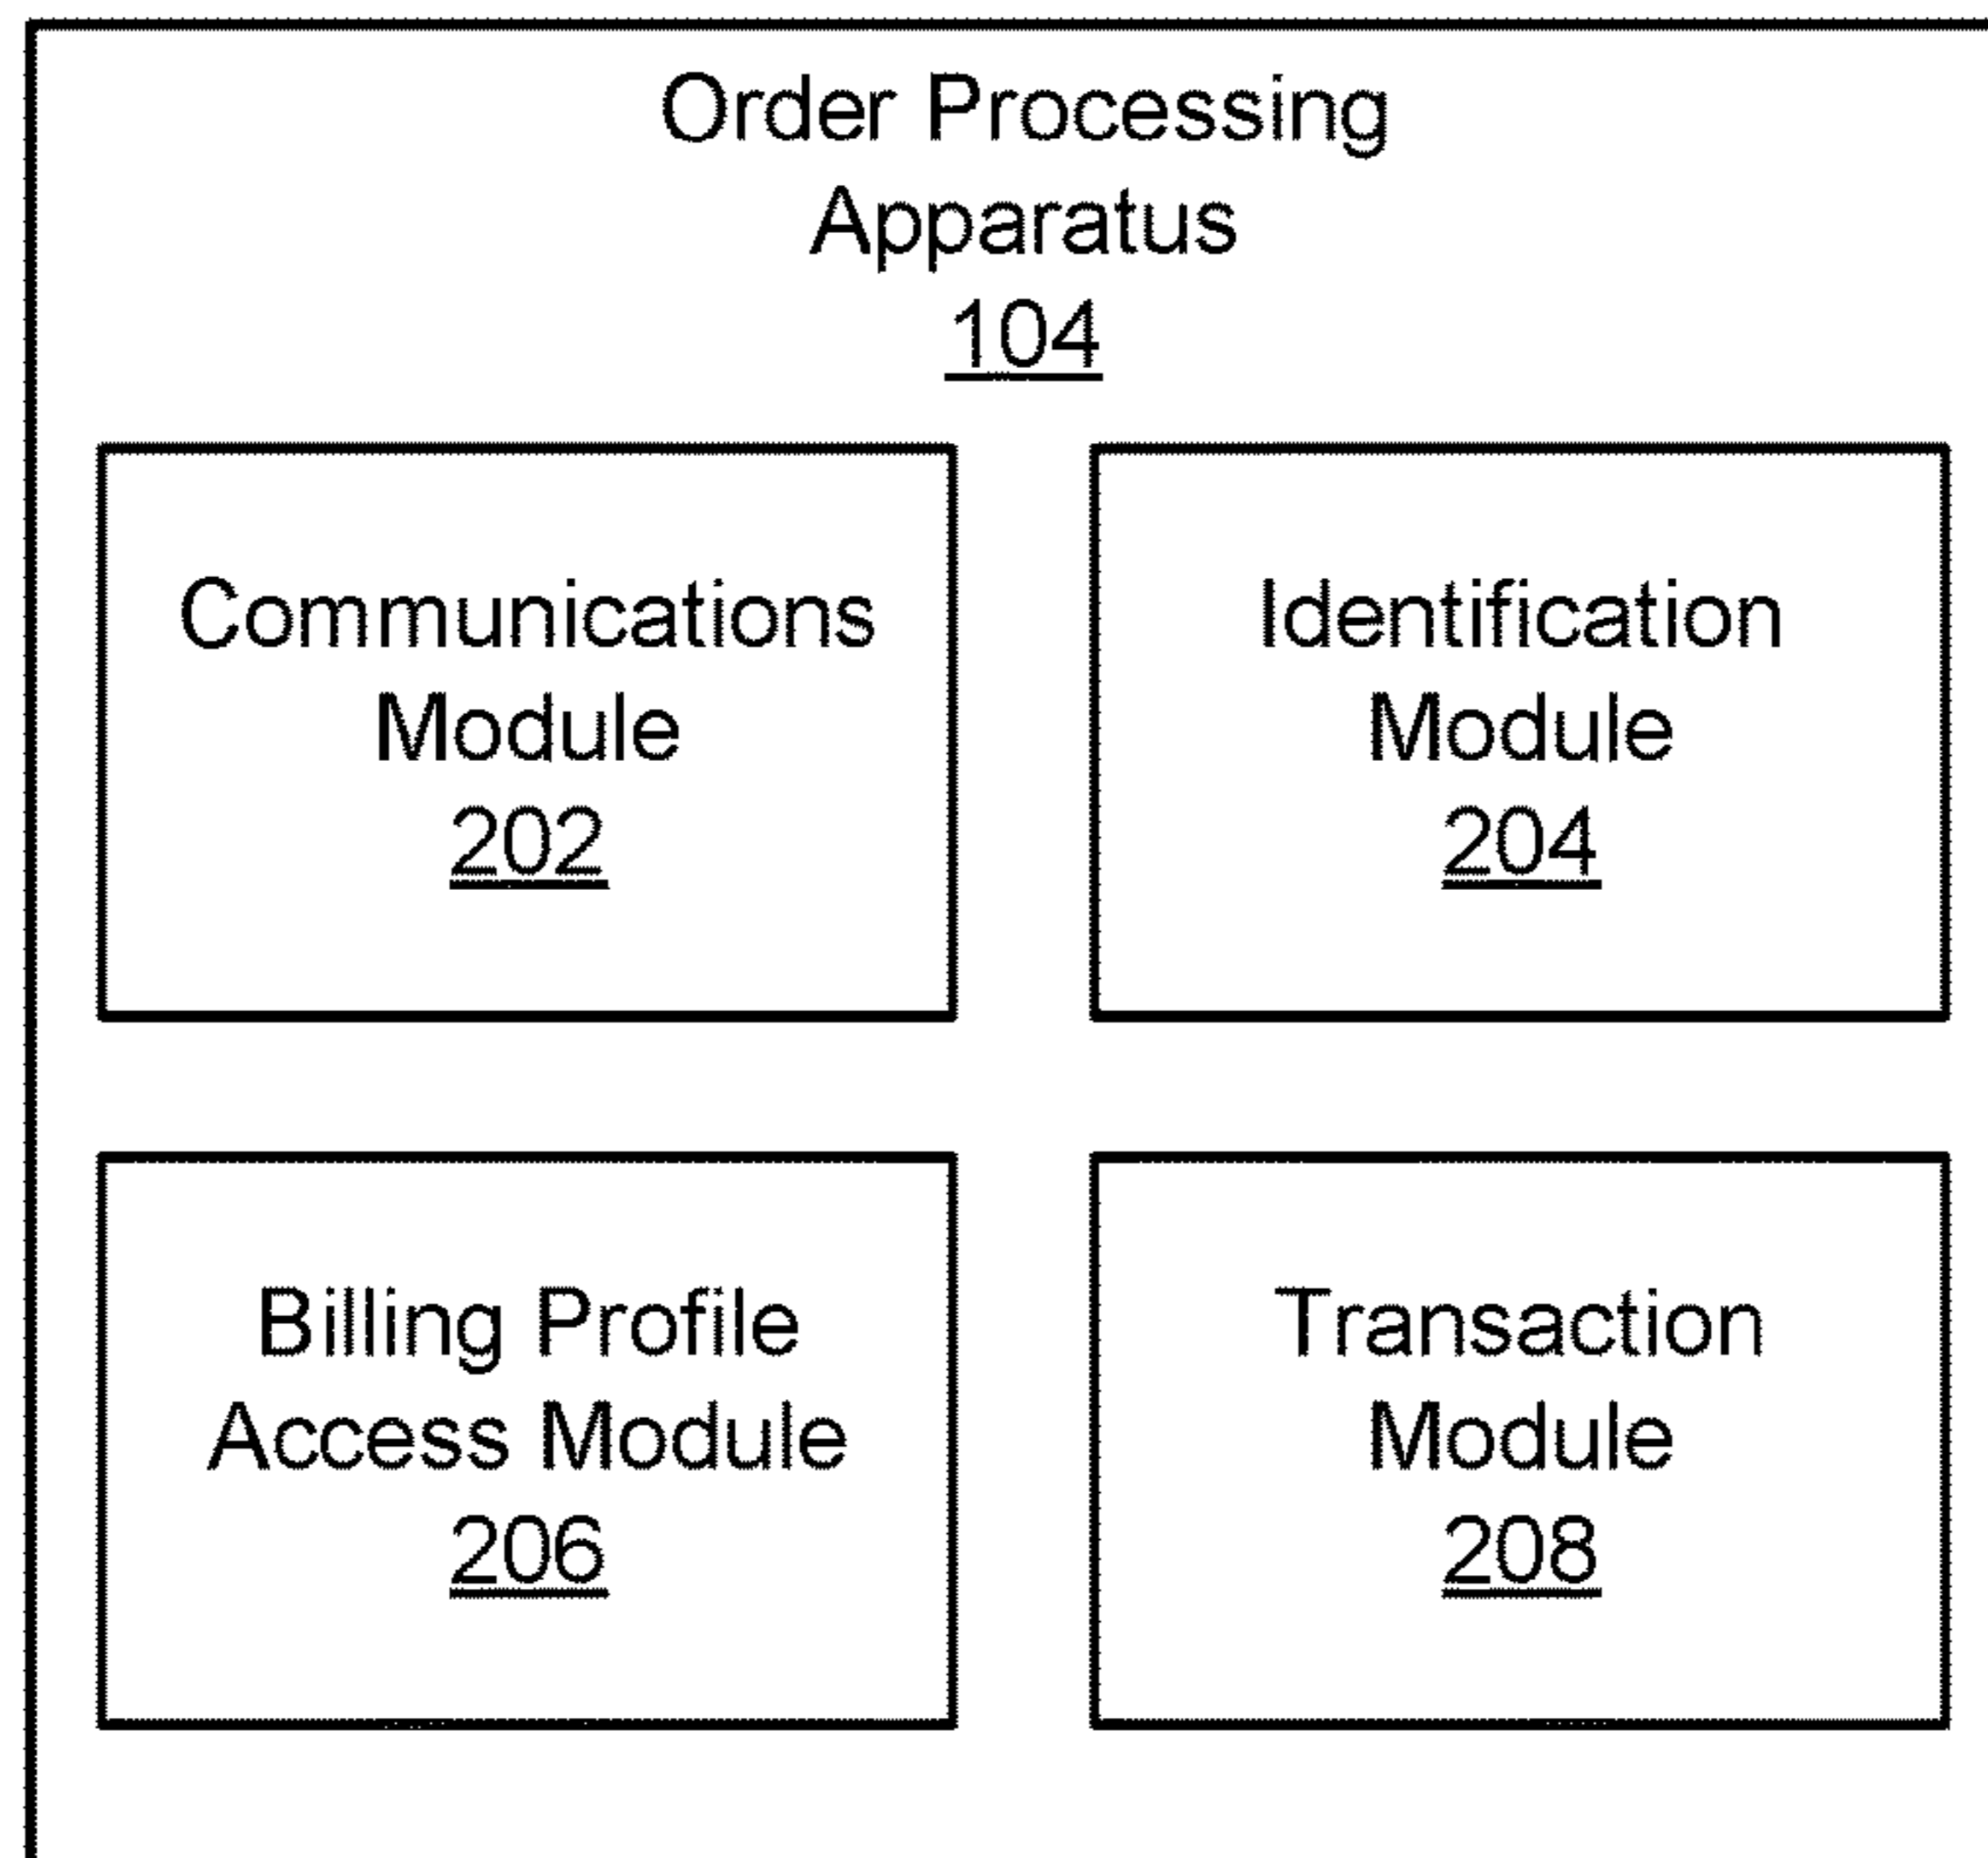 Order Processing
Apparatus
104
Communications
Module
202
Identification
Module
204
Billing Profile
Access Module
206
Transaction
Module
208